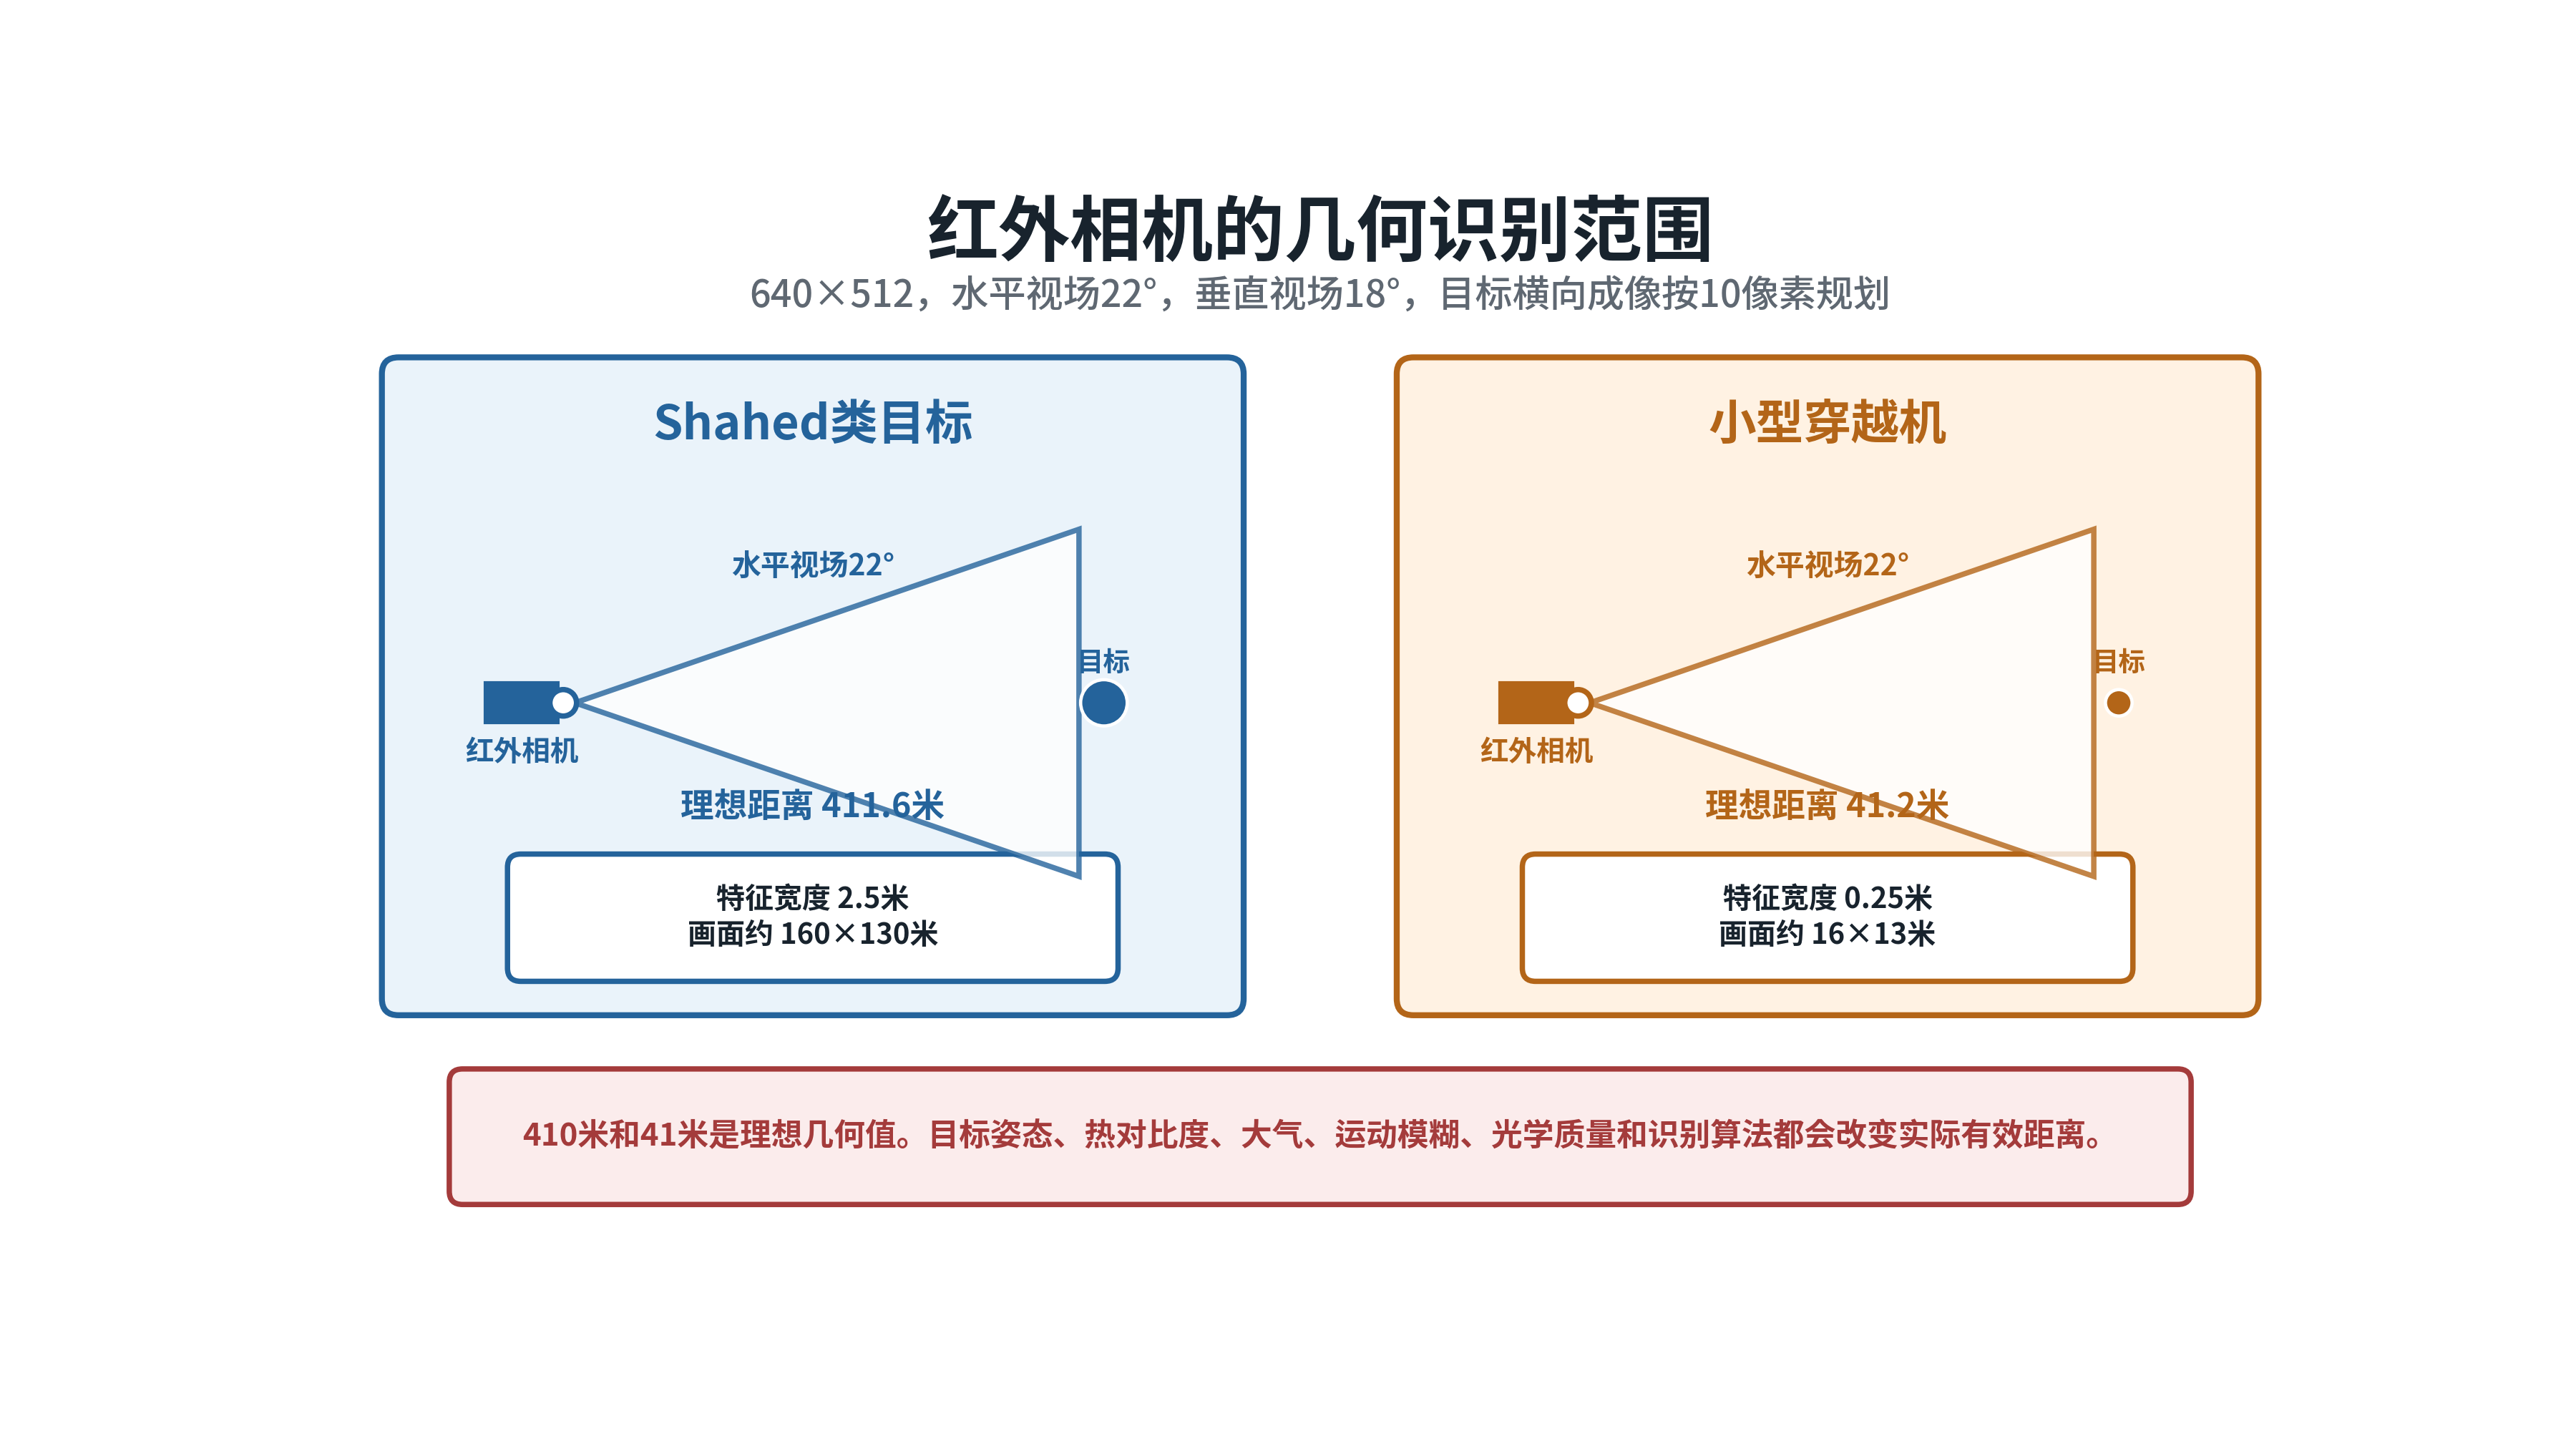 红外相机的几何识别范围
640×512，水平视场22°，垂直视场18°，目标横向成像按10像素规划
Shahed类目标
水平视场22°
目标
红外相机
理想距离 411.6米
特征宽度 2.5米
画面约 160×130米
小型穿越机
水平视场22°
目标
红外相机
理想距离 41.2米
特征宽度 0.25米
画面约 16×13米
410米和41米是理想几何值。目标姿态、热对比度、大气、运动模糊、光学质量和识别算法都会改变实际有效距离。